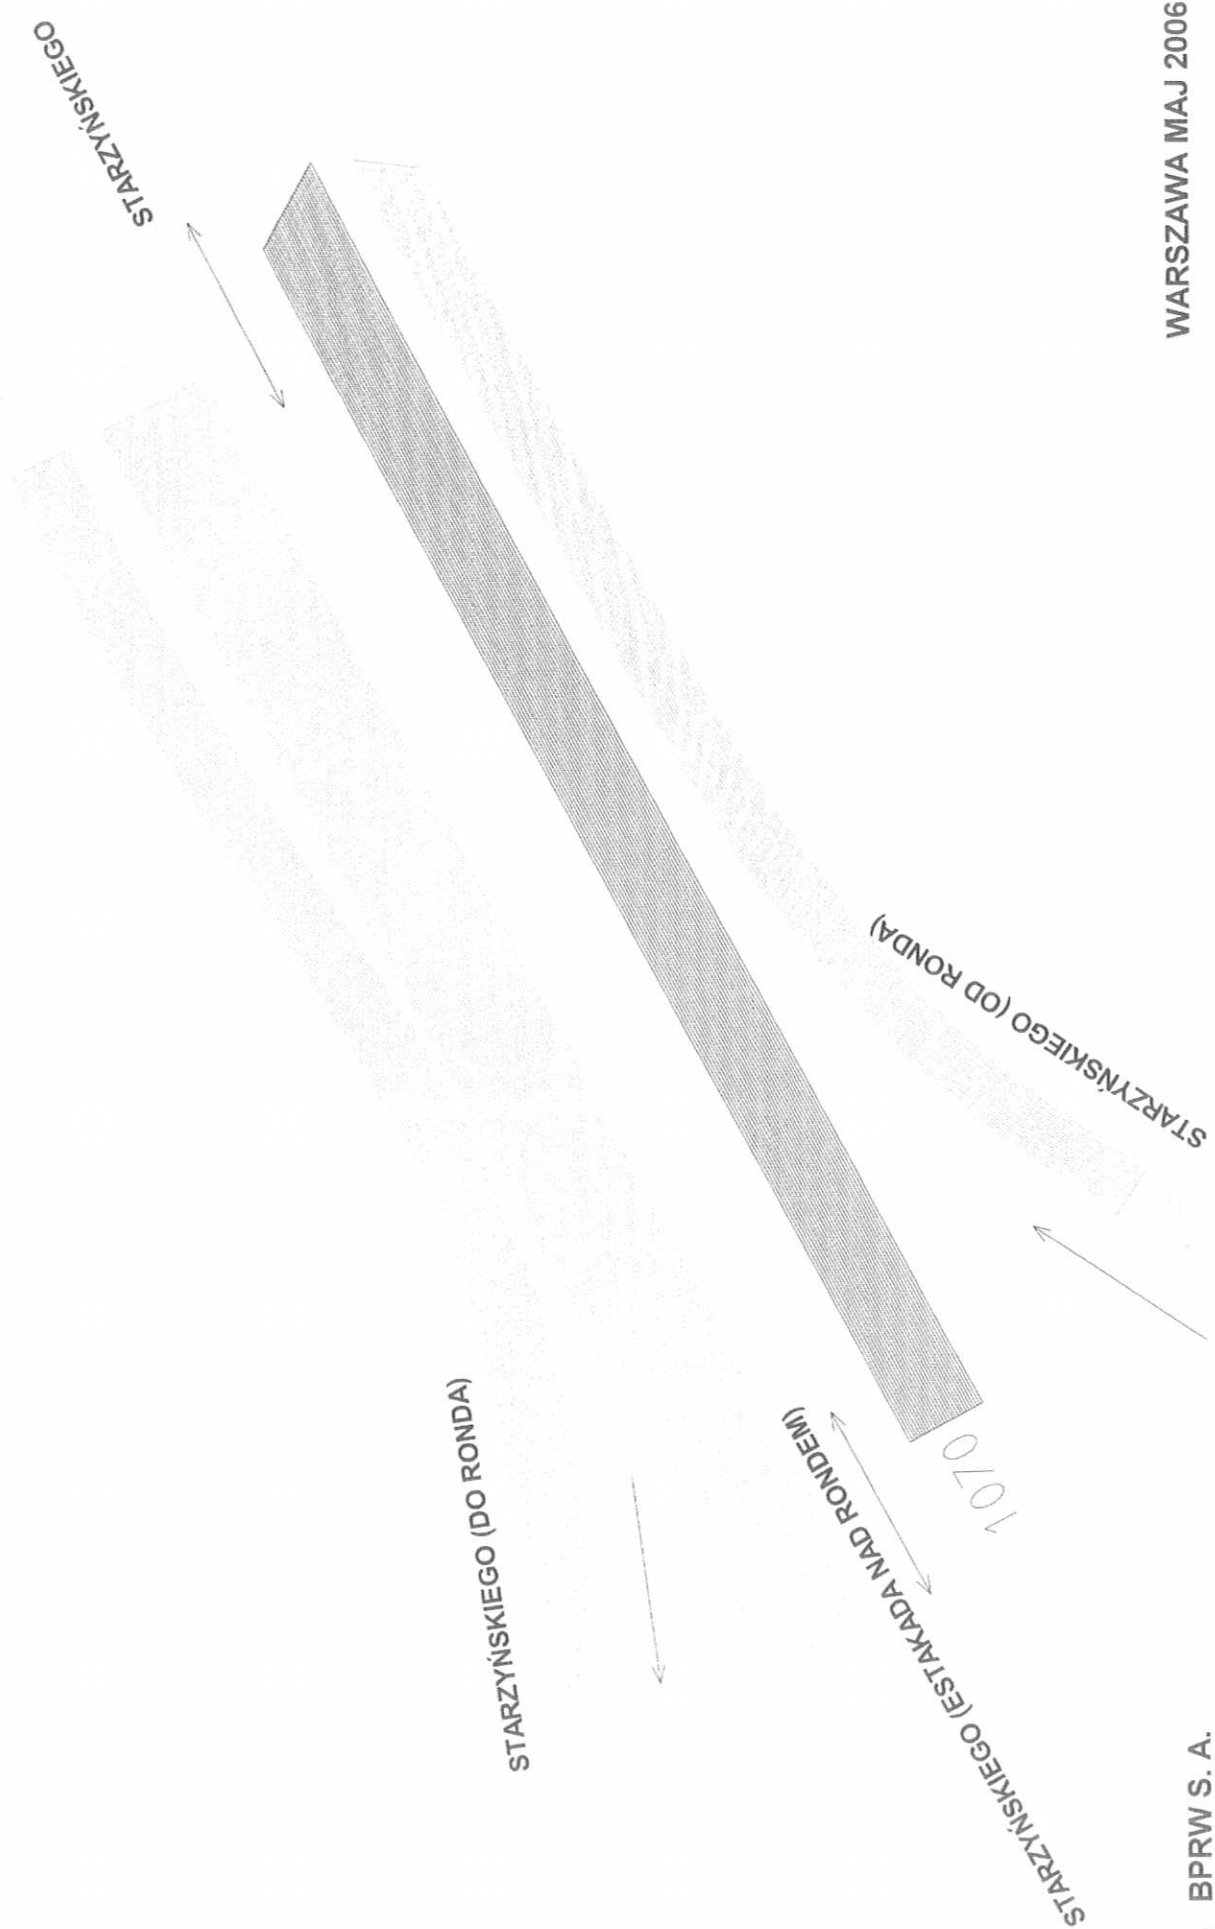 STARZYŃSKIEGO
STARZYŃSKIEGO (DO RONDA)
STARZYŃSKIEGO (OD RONDA)
STARZYŃSKIEGO (ESTAKADA NAD RONDEM)
1070
BPRW S. A.
WARSZAWA MAJ 2006